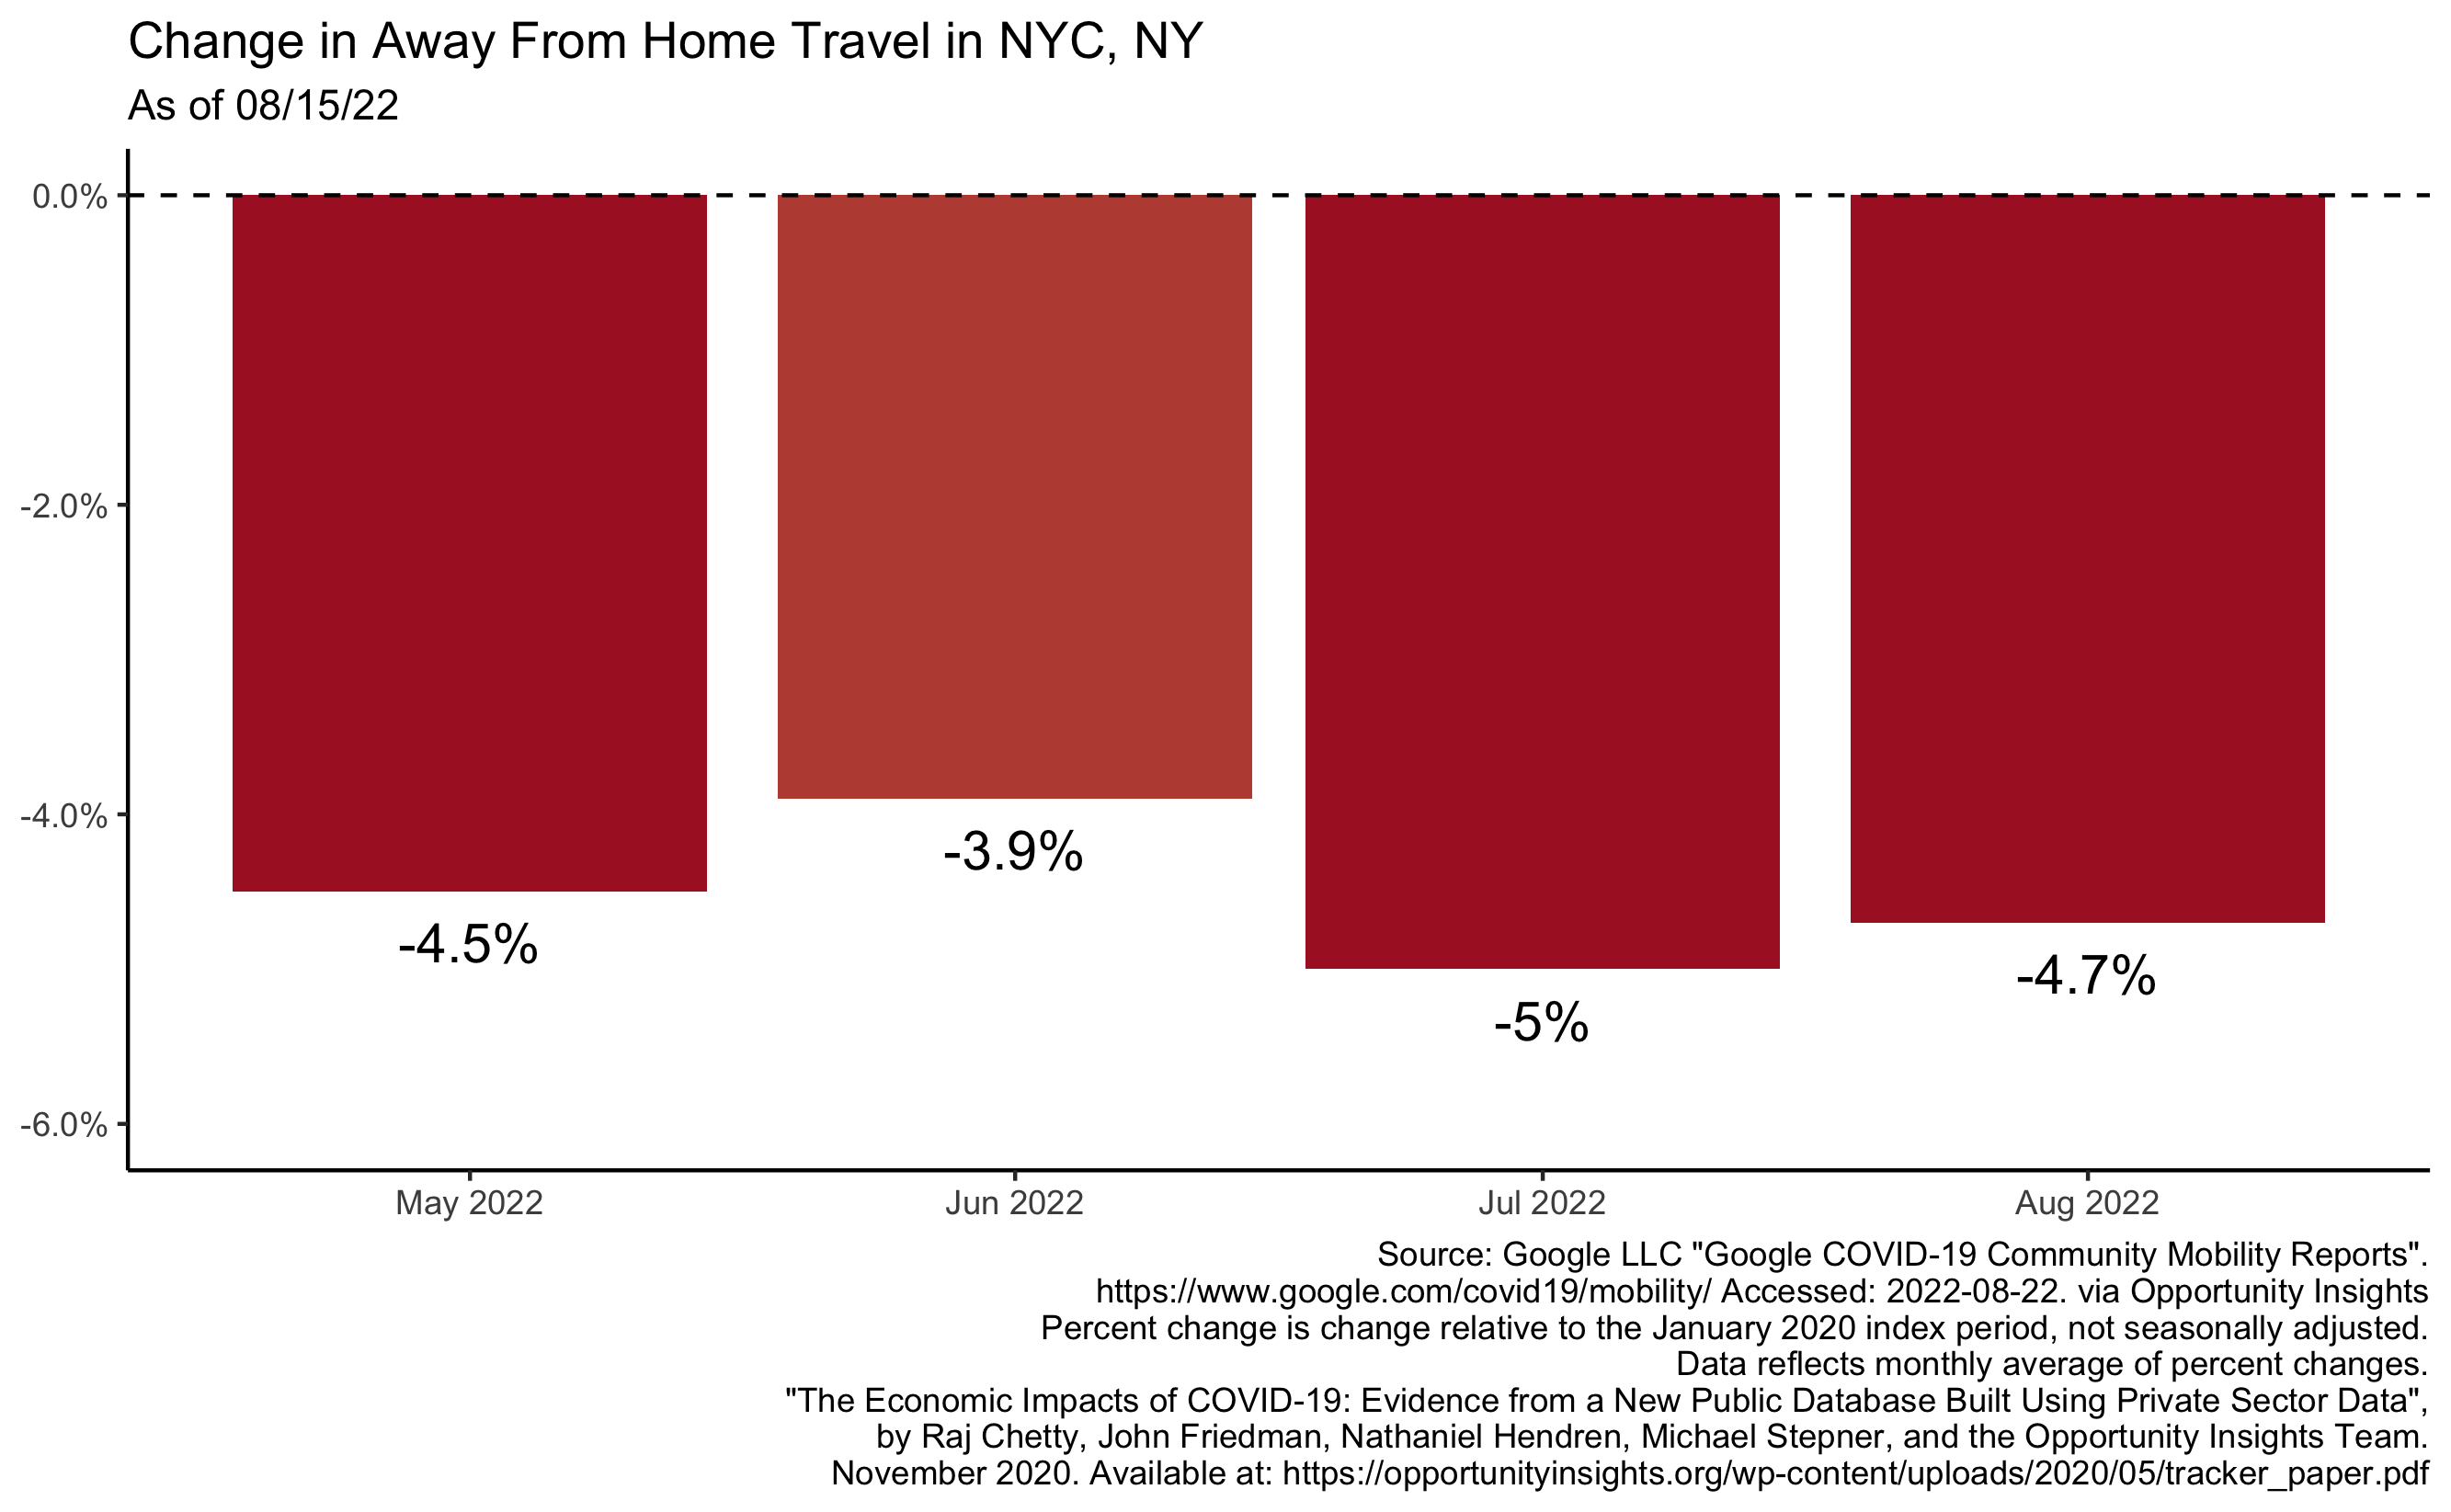 Change in Away From Home Travel in NYC, NY
As of 08/15/22
0.0%
-2.0%
-4.0%
-6.0%
-4.5%
-3.9%
-5%
-4.7%
May 2022
Jun 2022
Jul 2022
Aug 2022
Source: Google LLC "Google COVID-19 Community Mobility Reports".
https://www.google.com/covid19/mobility/ Accessed: 2022-08-22. via Opportunity Insights
Percent change is change relative to the January 2020 index period, not seasonally adjusted.
Data reflects monthly average of percent changes.
"The Economic Impacts of COVID-19: Evidence from a New Public Database Built Using Private Sector Data",
by Raj Chetty, John Friedman, Nathaniel Hendren, Michael Stepner, and the Opportunity Insights Team.
November 2020. Available at: https://opportunityinsights.org/wp-content/uploads/2020/05/tracker_paper.pdf